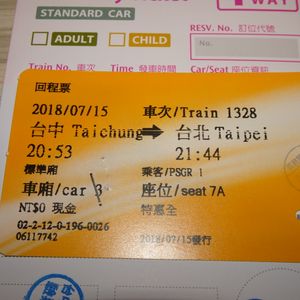 1 WAY
STANDARD CAR
RESV. No. 訂位代號
ADULT CHILD
Train No. 車次 Time 發車時間 Car/Seat 座位資訊
回程票
2018/07/15 車次/Train 1328
台中 Taichung 台北 Taipei
20:53 21:44
標準廂 乘客/PSGR 1
車廂/car 3 座位/seat 7A
NT$0 現金 特惠全
02-2-12-0-196-0026
06117742 2018/07/15發行